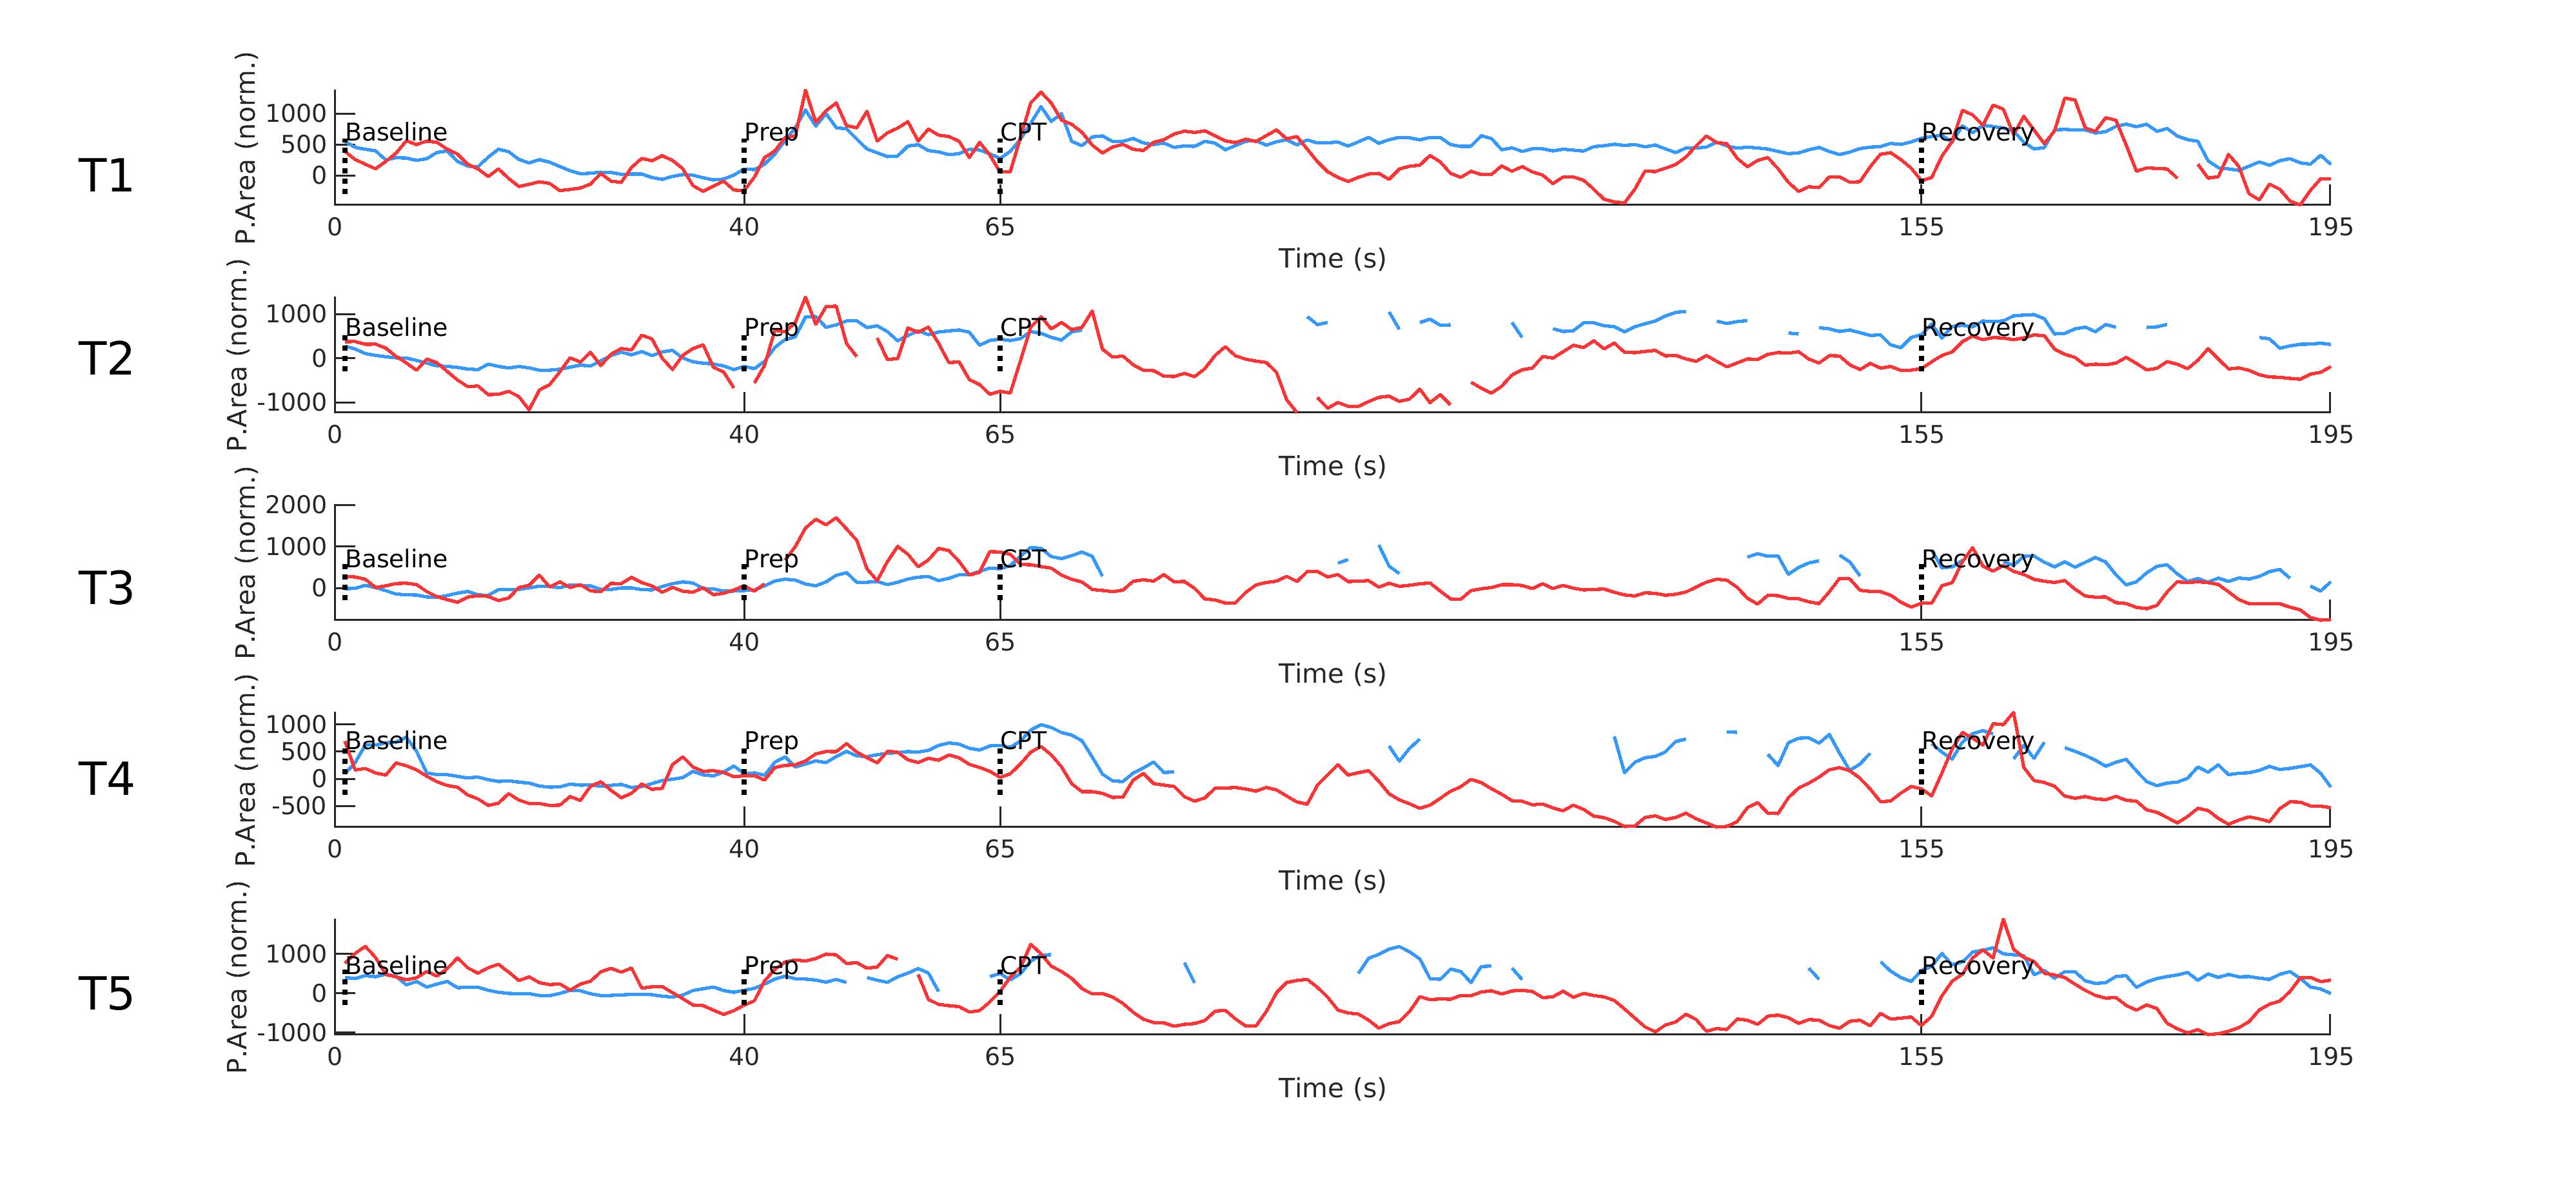 T1
P.Area (norm.)
1000
500
0
Baseline
Prep
CPT
Recovery
0
40
65
155
195
Time (s)
T2
P.Area (norm.)
1000
0
-1000
Baseline
Prep
CPT
Recovery
0
40
65
155
195
Time (s)
T3
P.Area (norm.)
2000
1000
0
Baseline
Prep
CPT
Recovery
0
40
65
155
195
Time (s)
T4
P.Area (norm.)
1000
500
0
-500
Baseline
Prep
CPT
Recovery
0
40
65
155
195
Time (s)
T5
P.Area (norm.)
1000
0
-1000
Baseline
Prep
CPT
Recovery
0
40
65
155
195
Time (s)